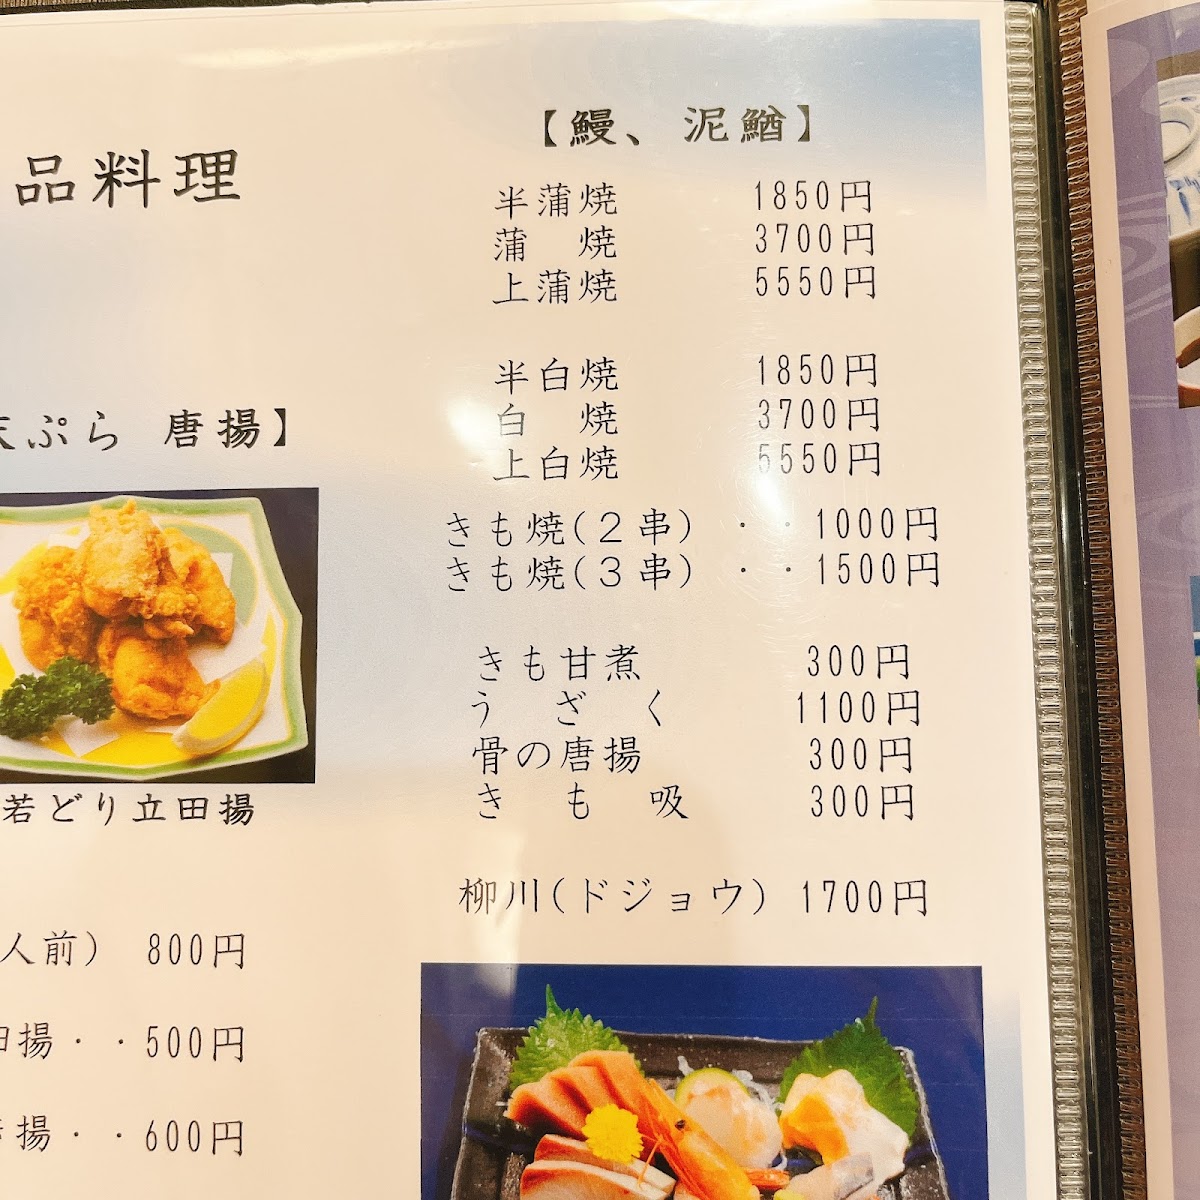 品料理
天ぷら 唐揚】
若どり立田揚
人前) 800円
田揚・・500円
揚・・600円
【鰻、泥鰌】
半蒲焼 1850円
蒲 焼 3700円
上蒲焼 5550円
半白焼 1850円
白 焼 3700円
上白焼 5550円
きも焼(２串) ・・1000円
きも焼(３串) ・・1500円
きも甘煮 300円
う ざ く 1100円
骨の唐揚 300円
き も 吸 300円
柳川(ドジョウ) 1700円